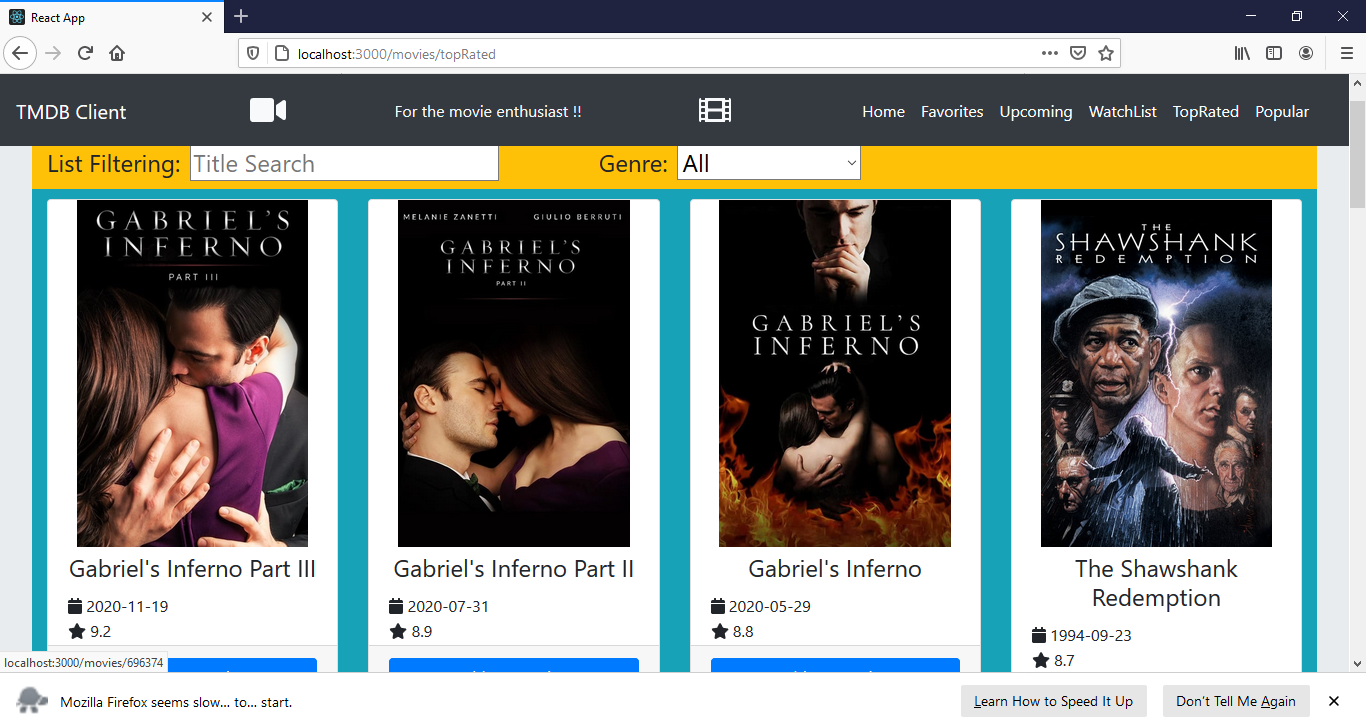 React App
localhost:3000/movies/topRated
TMDB Client
For the movie enthusiast !!
Home Favorites Upcoming WatchList TopRated Popular
List Filtering: Title Search Genre: All
GABRIEL'S
INFERNO
PART III
MELANIE ZANETTI GIULIO BERRUTI
GABRIEL'S
INFERNO
PART II
GABRIEL'S
INFERNO
THE
SHAWSHANK
REDEMPTION
Gabriel's Inferno Part III
2020-11-19
9.2
Gabriel's Inferno Part II
2020-07-31
8.9
Gabriel's Inferno
2020-05-29
8.8
The Shawshank
Redemption
1994-09-23
8.7
localhost:3000/movies/696374
Mozilla Firefox seems slow... to... start.
Learn How to Speed It Up
Don't Tell Me Again